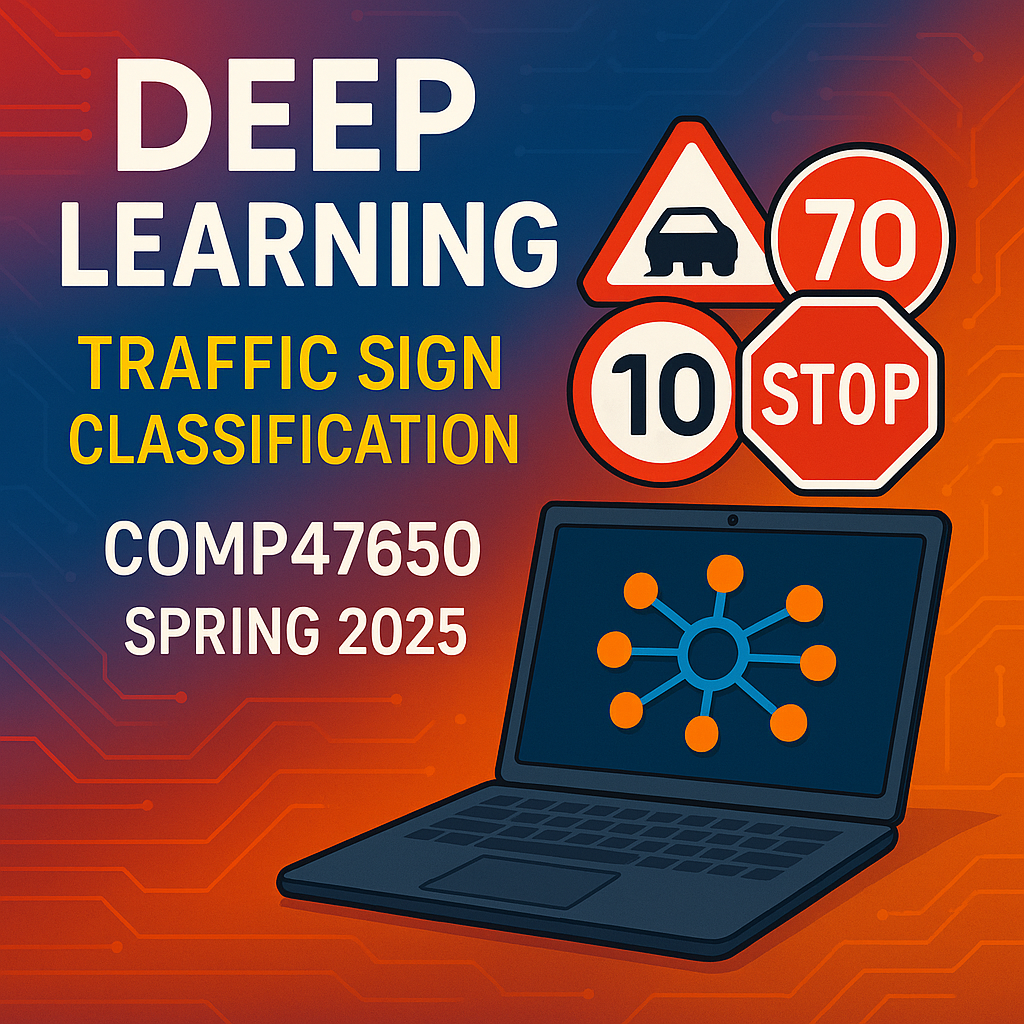 DEEP
LEARNING
TRAFFIC SIGN
CLASSIFICATION
COMP47650
SPRING 2025
70
10
STOP